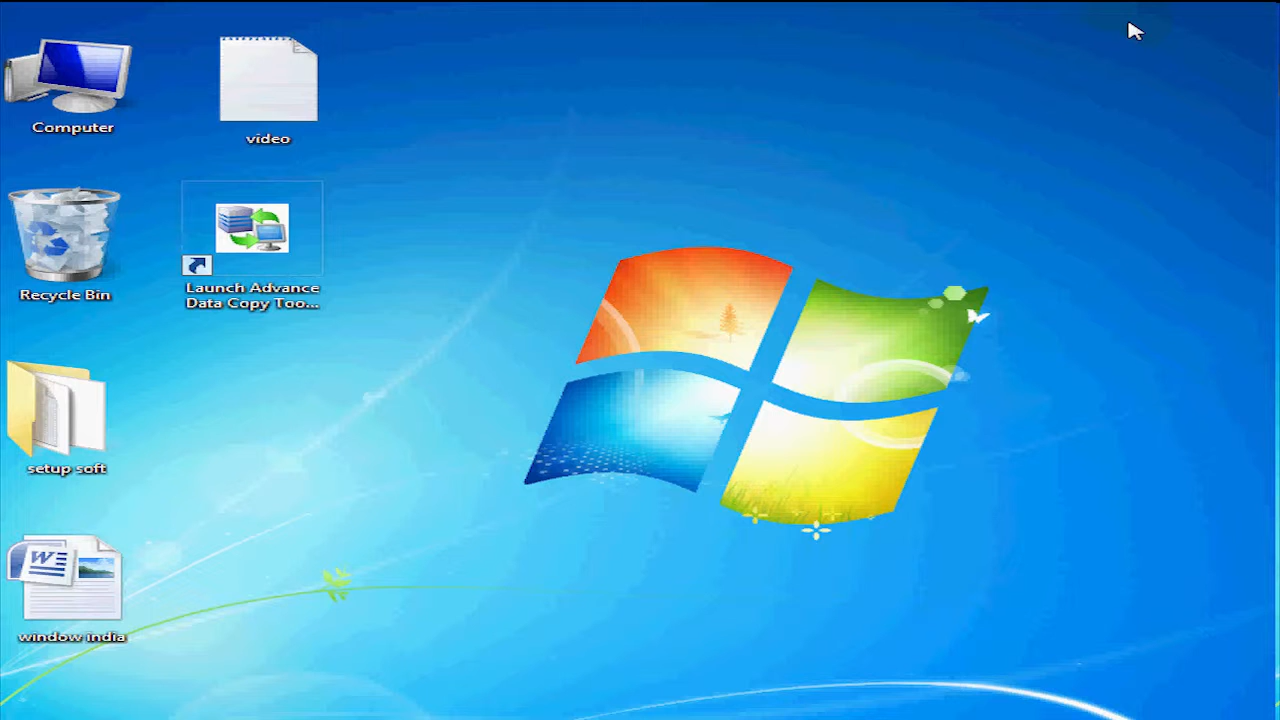 Computer
video
Recycle Bin
Launch Advance
Data Copy Too...
setup soft
W
window india